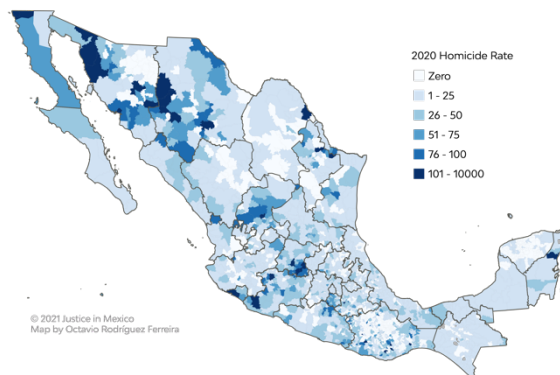 2020 Homicide Rate
Zero
1 - 25
26 - 50
51 - 75
76 - 100
101 - 10000
© 2021 Justice in Mexico
Map by Octavio Rodríguez Ferreira